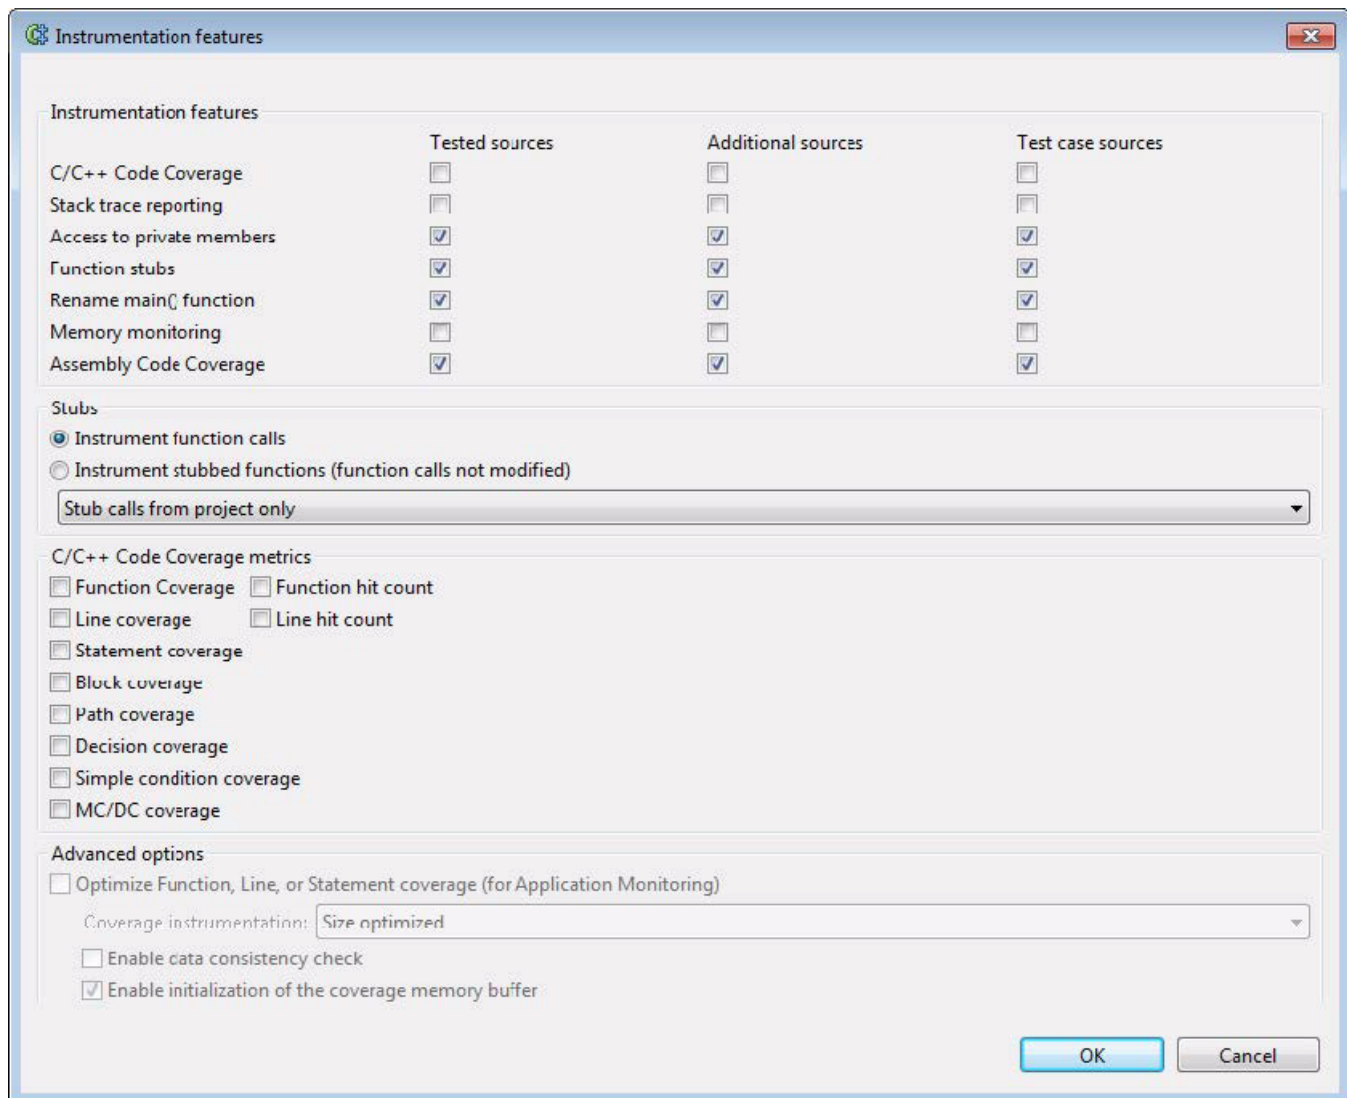 Instrumentation features
Instrumentation features
Tested sources Additional sources Test case sources
C/C++ Code Coverage
Stack trace reporting
Access to private members
Function stubs
Rename main() function
Memory monitoring
Assembly Code Coverage
Stubs
Instrument function calls
Instrument stubbed functions (function calls not modified)
Stub calls from project only
C/C++ Code Coverage metrics
Function Coverage Function hit count
Line coverage Line hit count
Statement coverage
Block coverage
Path coverage
Decision coverage
Simple condition coverage
MC/DC coverage
Advanced options
Optimize Function, Line, or Statement coverage (for Application Monitoring)
Coverage instrumentation: Size optimized
Enable data consistency check
Enable initialization of the coverage memory buffer
OK Cancel